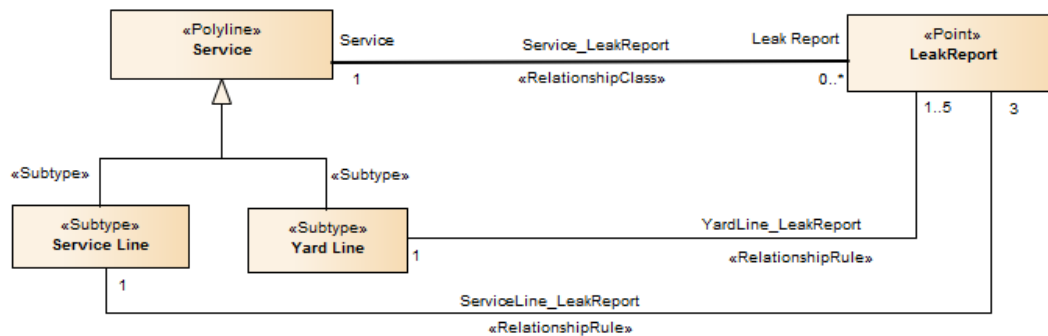 «Polyline»
Service
Service
Service_LeakReport
Leak Report
«Point»
LeakReport
1
«RelationshipClass»
0..*
1..5
3
«Subtype»
«Subtype»
«Subtype»
Service Line
«Subtype»
Yard Line
YardLine_LeakReport
1
«RelationshipRule»
1
ServiceLine_LeakReport
«RelationshipRule»